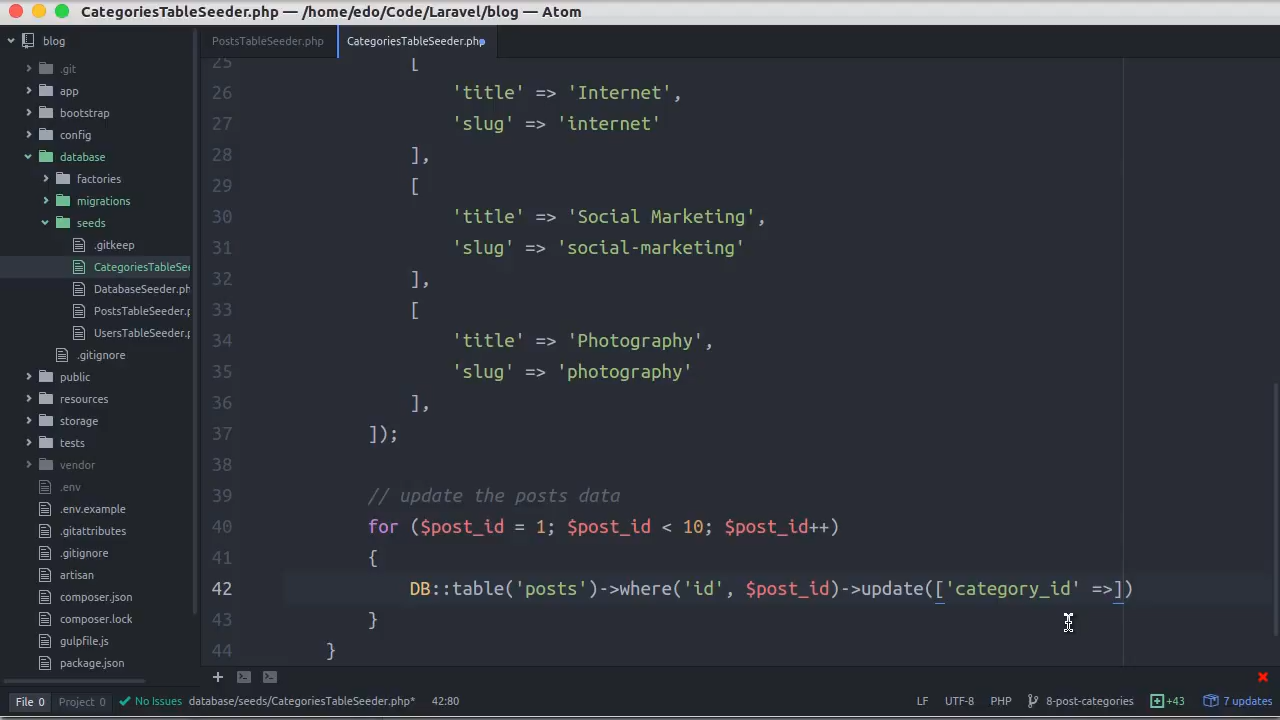 CategoriesTableSeeder.php — /home/edo/Code/Laravel/blog — Atom
blog
.git
app
bootstrap
config
database
factories
migrations
seeds
.gitkeep
CategoriesTableSee
DatabaseSeeder.ph
PostsTableSeeder.p
UsersTableSeeder.p
.gitignore
public
resources
storage
tests
vendor
.env
.env.example
.gitattributes
.gitignore
artisan
composer.json
composer.lock
gulpfile.js
package.json
PostsTableSeeder.php
CategoriesTableSeeder.php
25 [
26 'title' => 'Internet',
27 'slug' => 'internet'
28 ],
29 [
30 'title' => 'Social Marketing',
31 'slug' => 'social-marketing'
32 ],
33 [
34 'title' => 'Photography',
35 'slug' => 'photography'
36 ],
37 ]);
38
39 // update the posts data
40 for ($post_id = 1; $post_id < 10; $post_id++)
41 {
42 DB::table('posts')->where('id', $post_id)->update(['category_id' =>])
43 }
44 }
File 0 Project 0 No Issues database/seeds/CategoriesTableSeeder.php* 42:80 LF UTF-8 PHP 8-post-categories +43 7 updates